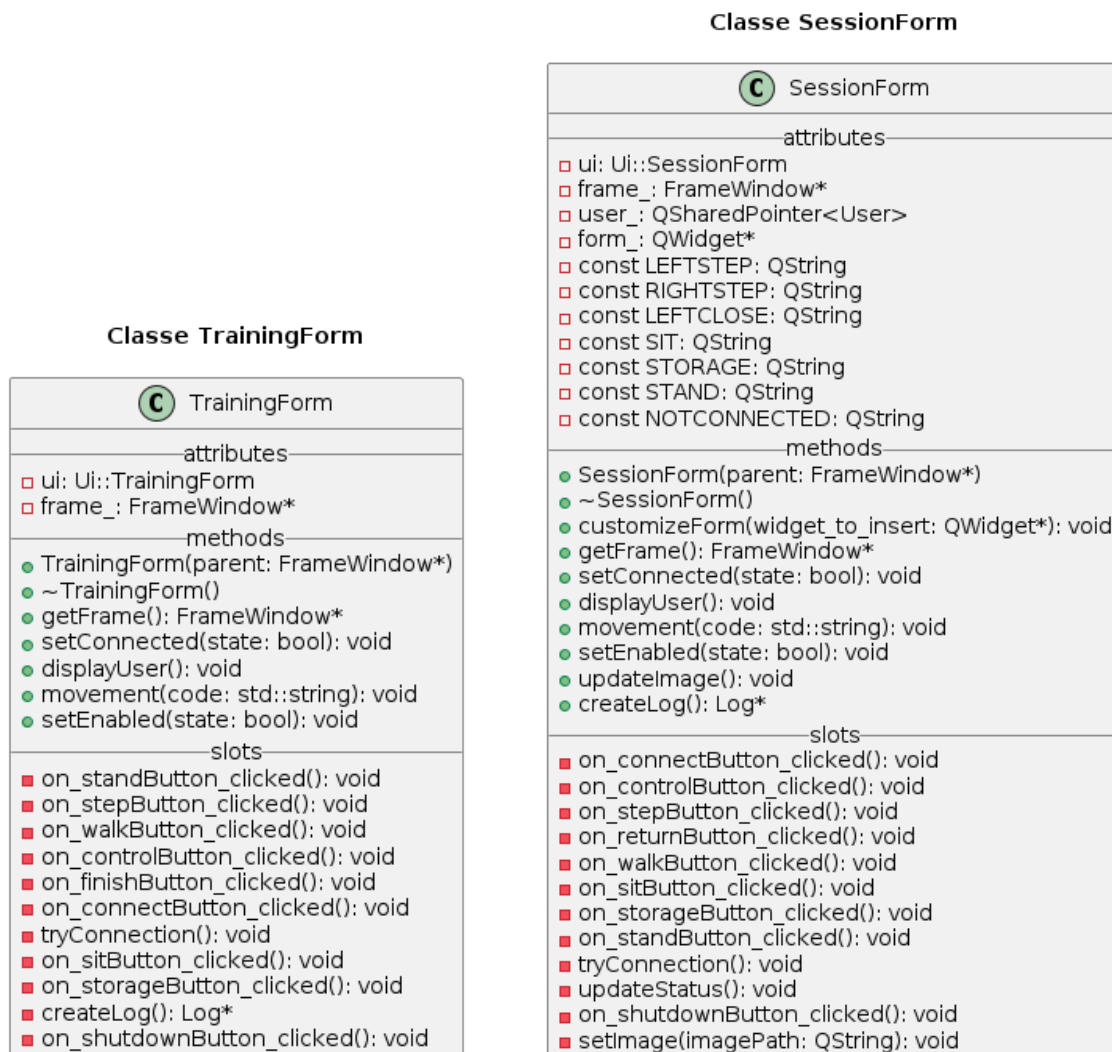 Classe TrainingForm
C TrainingForm
attributes
ui: Ui::TrainingForm
frame_: FrameWindow*
methods
TrainingForm(parent: FrameWindow*)
~TrainingForm()
getFrame(): FrameWindow*
setConnected(state: bool): void
displayUser(): void
movement(code: std::string): void
setEnabled(state: bool): void
slots
on_standButton_clicked(): void
on_stepButton_clicked(): void
on_walkButton_clicked(): void
on_controlButton_clicked(): void
on_finishButton_clicked(): void
on_connectButton_clicked(): void
tryConnection(): void
on_sitButton_clicked(): void
on_storageButton_clicked(): void
createLog(): Log*
on_shutdownButton_clicked(): void
Classe SessionForm
C SessionForm
attributes
ui: Ui::SessionForm
frame_: FrameWindow*
user_: QSharedPointer<User>
form_: QWidget*
const LEFTSTEP: QString
const RIGHTSTEP: QString
const LEFTCLOSE: QString
const SIT: QString
const STORAGE: QString
const STAND: QString
const NOTCONNECTED: QString
methods
SessionForm(parent: FrameWindow*)
~SessionForm()
customizeForm(widget_to_insert: QWidget*): void
getFrame(): FrameWindow*
setConnected(state: bool): void
displayUser(): void
movement(code: std::string): void
setEnabled(state: bool): void
updateImage(): void
createLog(): Log*
slots
on_connectButton_clicked(): void
on_controlButton_clicked(): void
on_stepButton_clicked(): void
on_returnButton_clicked(): void
on_walkButton_clicked(): void
on_sitButton_clicked(): void
on_storageButton_clicked(): void
on_standButton_clicked(): void
tryConnection(): void
updateStatus(): void
on_shutdownButton_clicked(): void
setImage(imagePath: QString): void